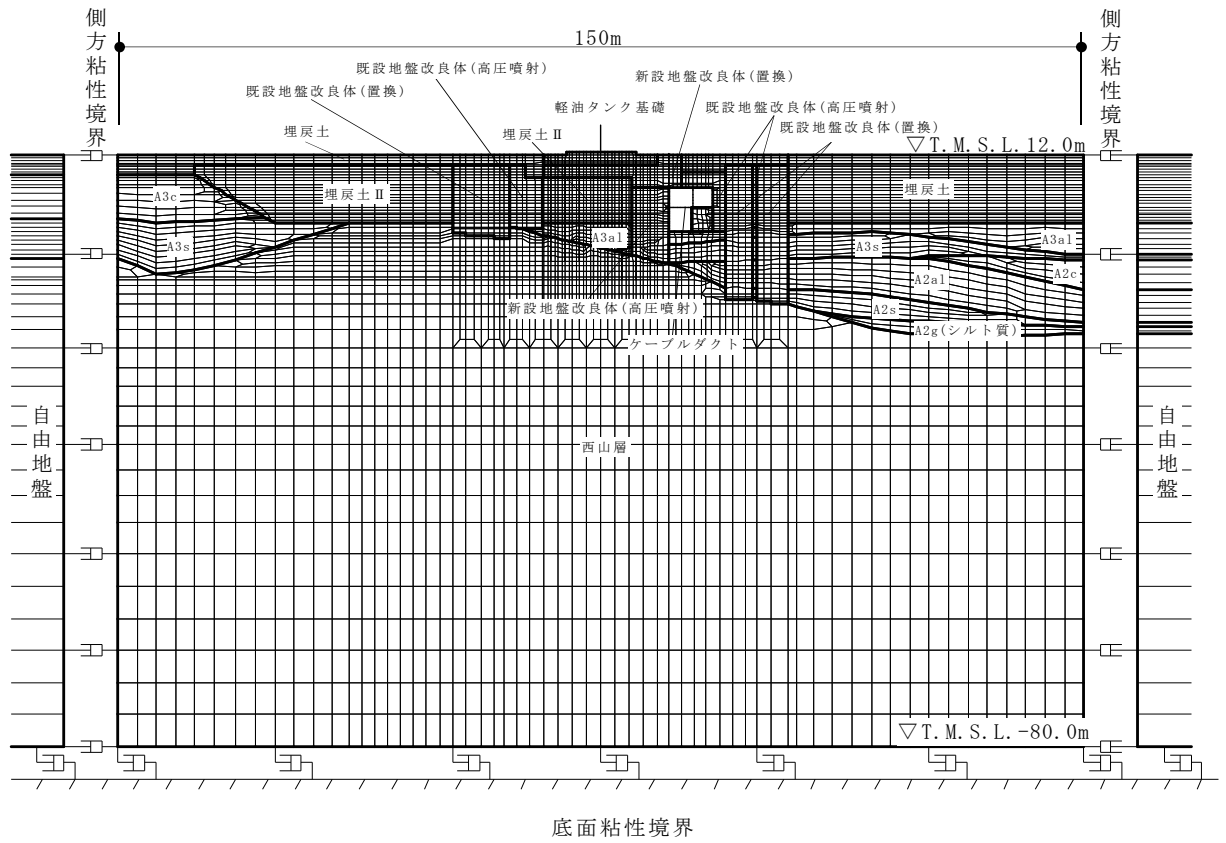 側方粘性境界
側方粘性境界
150m
既設地盤改良体(高圧噴射)
新設地盤改良体(置換)
既設地盤改良体(置換)
軽油タンク基礎
既設地盤改良体(高圧噴射)
埋戻土
埋戻土Ⅱ
既設地盤改良体(置換)
▽T.M.S.L.12.0m
A3c
埋戻土Ⅱ
埋戻土
A3s
A3al
A3s
A3al
A2c
A2al
新設地盤改良体(高圧噴射)
A2s
A2g(シルト質)
ケーブルダクト
自由地盤
西山層
自由地盤
▽T.M.S.L.-80.0m
底面粘性境界